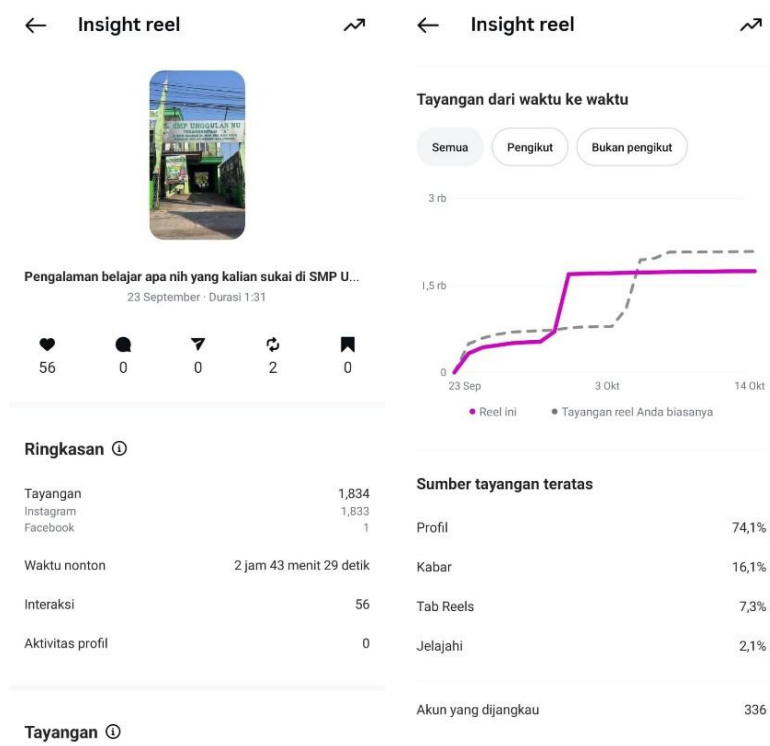 Insight reel
SMP UNGGULAN NU
Pengalaman belajar apa nih yang kalian sukai di SMP U...
23 September · Durasi 1:31
56 0 0 2 0
Ringkasan
Tayangan 1,834
Instagram 1,833
Facebook 1
Waktu nonton 2 jam 43 menit 29 detik
Interaksi 56
Aktivitas profil 0
Tayangan
Insight reel
Tayangan dari waktu ke waktu
Semua Pengikut Bukan pengikut
3 rb
1,5 rb
0
23 Sep 3 Okt 14 Okt
Reel ini Tayangan reel Anda biasanya
Sumber tayangan teratas
Profil 74,1%
Kabar 16,1%
Tab Reels 7,3%
Jelajahi 2,1%
Akun yang dijangkau 336